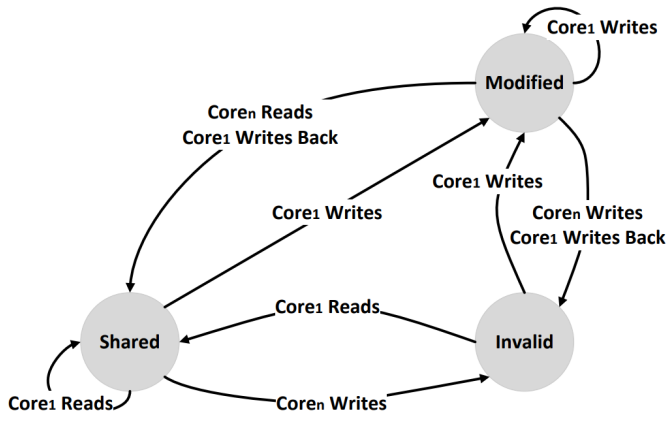 Core1 Writes
Modified
Coren Reads
Core1 Writes Back
Core1 Writes
Core1 Writes
Coren Writes
Core1 Writes Back
Core1 Reads
Shared
Invalid
Core1 Reads
Coren Writes